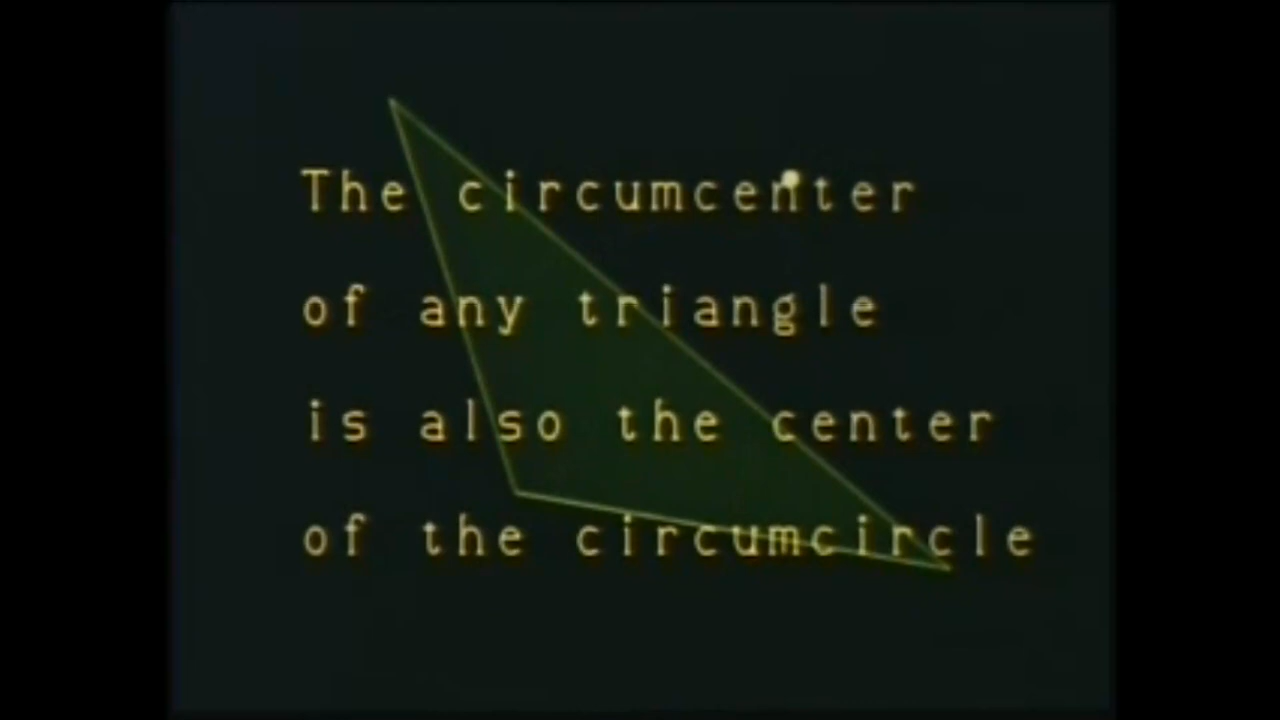 The circumcenter
of any triangle
is also the center
of the circumcircle